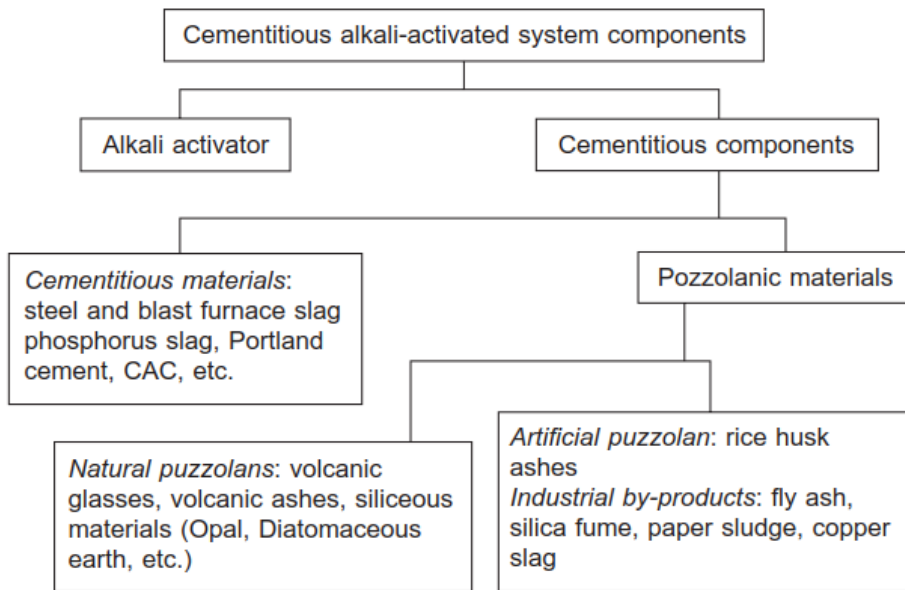 Cementitious alkali-activated system components
Alkali activator
Cementitious components
Cementitious materials:
steel and blast furnace slag
phosphorus slag, Portland
cement, CAC, etc.
Pozzolanic materials
Natural puzzolans: volcanic
glasses, volcanic ashes, siliceous
materials (Opal, Diatomaceous
earth, etc.)
Artificial puzzolan: rice husk
ashes
Industrial by-products: fly ash,
silica fume, paper sludge, copper
slag